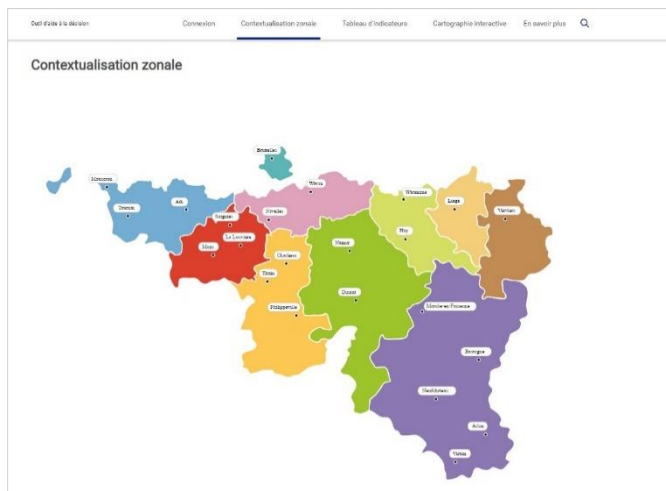 Outil d'aide à la décision
Connexion
Contextualisation zonale
Tableau d'indicateurs
Cartographie interactive
En savoir plus
Contextualisation zonale
Bruxelles
Mouscron
Tournai
Ath
Wavre
Nivelles
Soignies
La Louvière
Mons
Waremme
Huy
Liège
Verviers
Charleroi
Thuin
Philippeville
Namur
Dinant
Marche-en-Famenne
Bastogne
Neufchâteau
Arlon
Virton